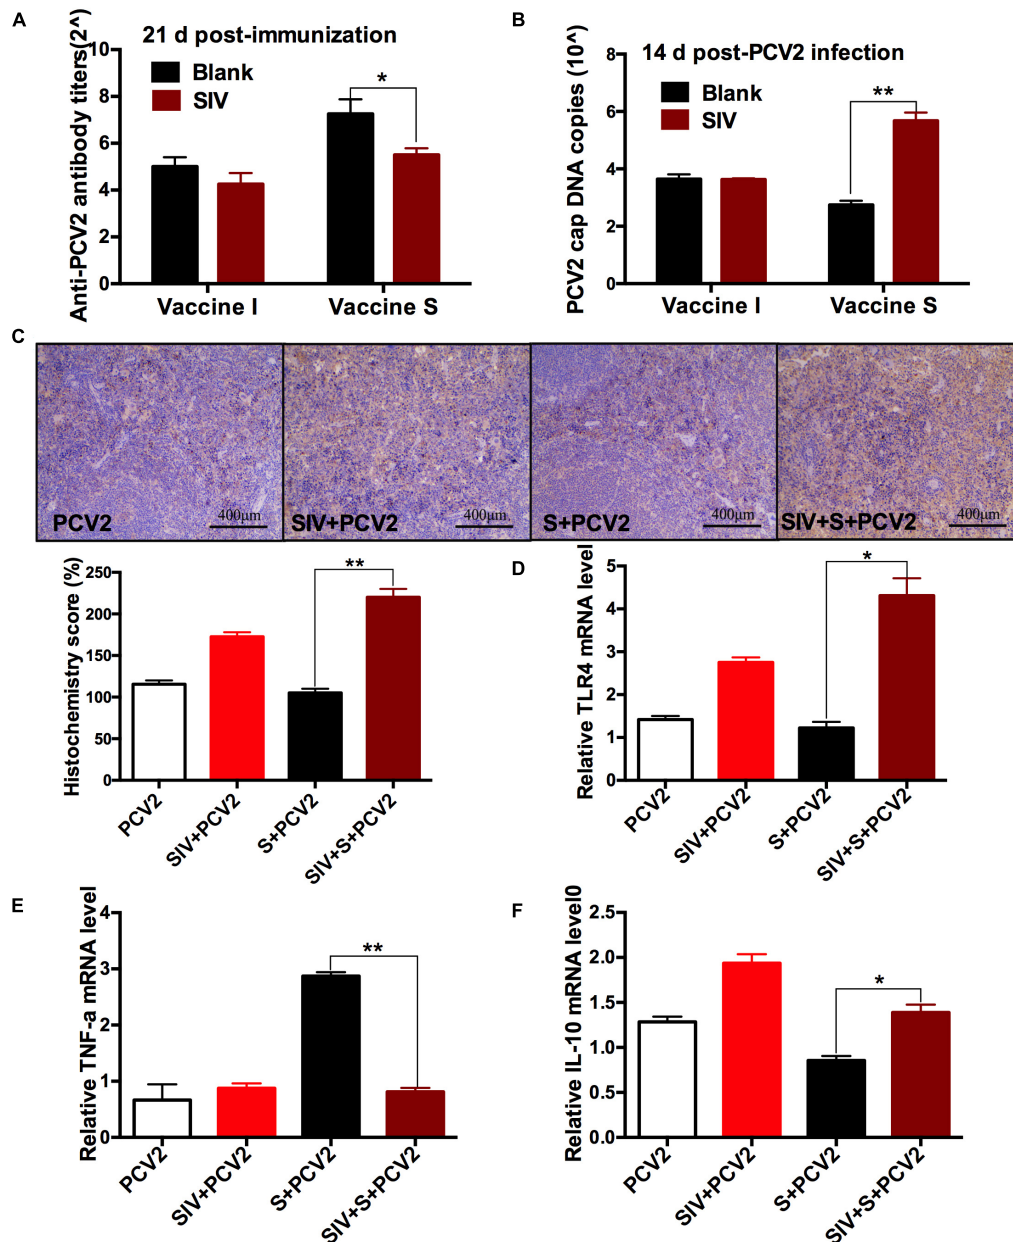 A
21 d post-immunization
Anti-PCV2 antibody titers(2^)
10
8
6
4
2
0
Blank
SIV
*
Vaccine I
Vaccine S
B
14 d post-PCV2 infection
PCV2 cap DNA copies (10^)
8
6
4
2
0
Blank
SIV
**
Vaccine I
Vaccine S
C
PCV2
400μm
SIV+PCV2
400μm
S+PCV2
400μm
SIV+S+PCV2
400μm
Histochemistry score (%)
250
200
150
100
50
0
**
PCV2
SIV+PCV2
S+PCV2
SIV+S+PCV2
D
Relative TLR4 mRNA level
5
4
3
2
1
0
*
PCV2
SIV+PCV2
S+PCV2
SIV+S+PCV2
E
Relative TNF-a mRNA level
4
3
2
1
0
**
PCV2
SIV+PCV2
S+PCV2
SIV+S+PCV2
F
Relative IL-10 mRNA level0
2.5
2.0
1.5
1.0
0.5
0.0
*
PCV2
SIV+PCV2
S+PCV2
SIV+S+PCV2